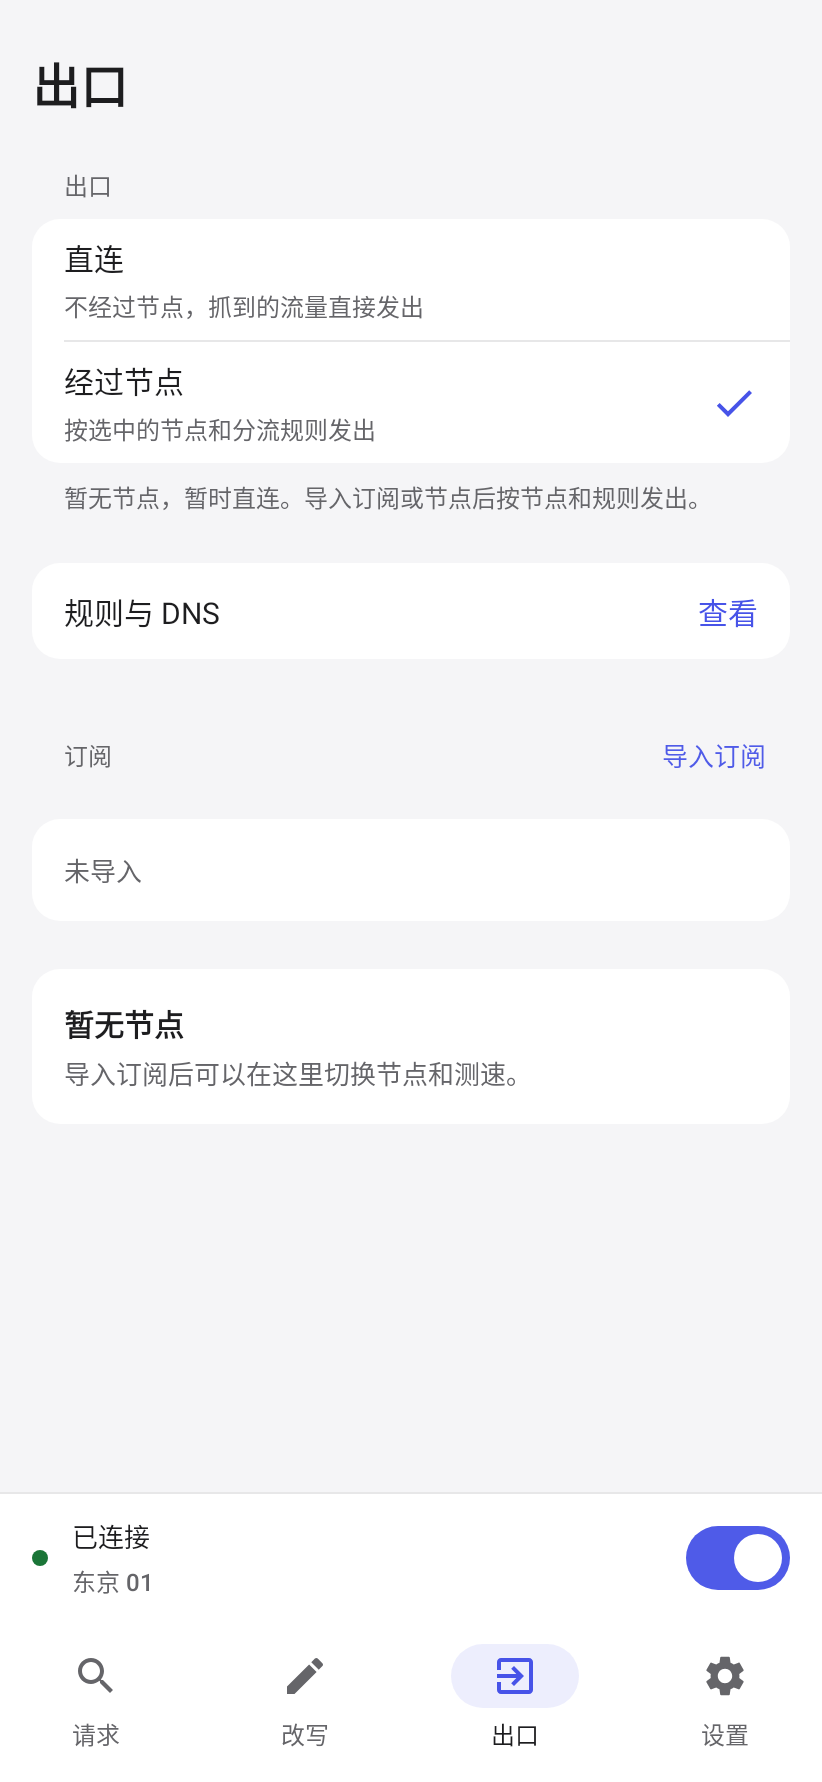 出口
出口
直连
不经过节点，抓到的流量直接发出
经过节点
按选中的节点和分流规则发出
暂无节点，暂时直连。导入订阅或节点后按节点和规则发出。
规则与 DNS
查看
订阅
导入订阅
未导入
暂无节点
导入订阅后可以在这里切换节点和测速。
已连接
东京 01
请求
改写
出口
设置